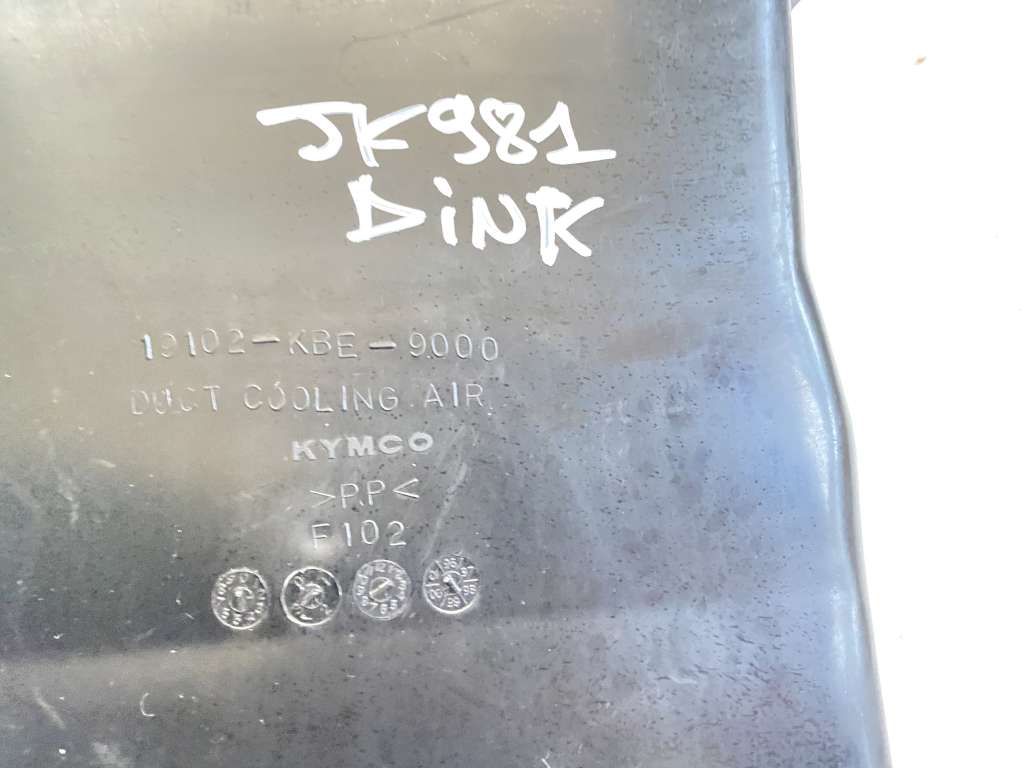 JK981
DiNK
19102-KBE-9000
DUCT COOLING AIR
KYMCO
>PP<
F102